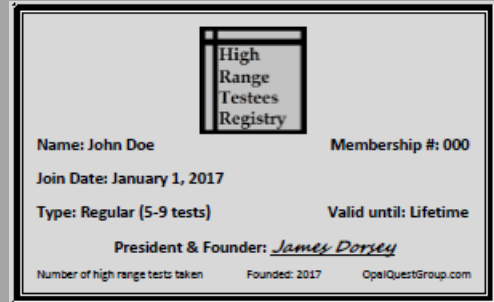 High
Range
Testees
Registry
Name: John Doe Membership #: 000
Join Date: January 1, 2017
Type: Regular (5-9 tests) Valid until: Lifetime
President & Founder: James Dorsey
Number of high range tests taken Founded: 2017 OpalQuestGroup.com